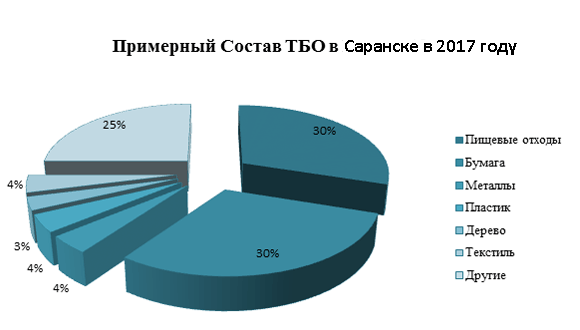 Примерный Состав ТБО в Саранске в 2017 году
25%
30%
4%
3%
4%
4%
30%
Пищевые отходы
Бумага
Металлы
Пластик
Дерево
Текстиль
Другие